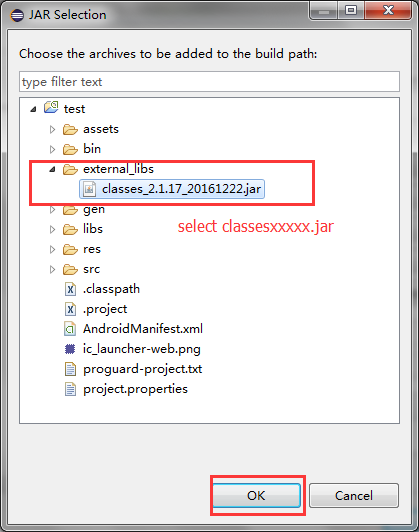 JAR Selection
Choose the archives to be added to the build path:
type filter text
test
assets
bin
external_libs
classes_2.1.17_20161222.jar
gen
libs
select classesxxxxx.jar
res
src
.classpath
.project
AndroidManifest.xml
ic_launcher-web.png
proguard-project.txt
project.properties
OK
Cancel